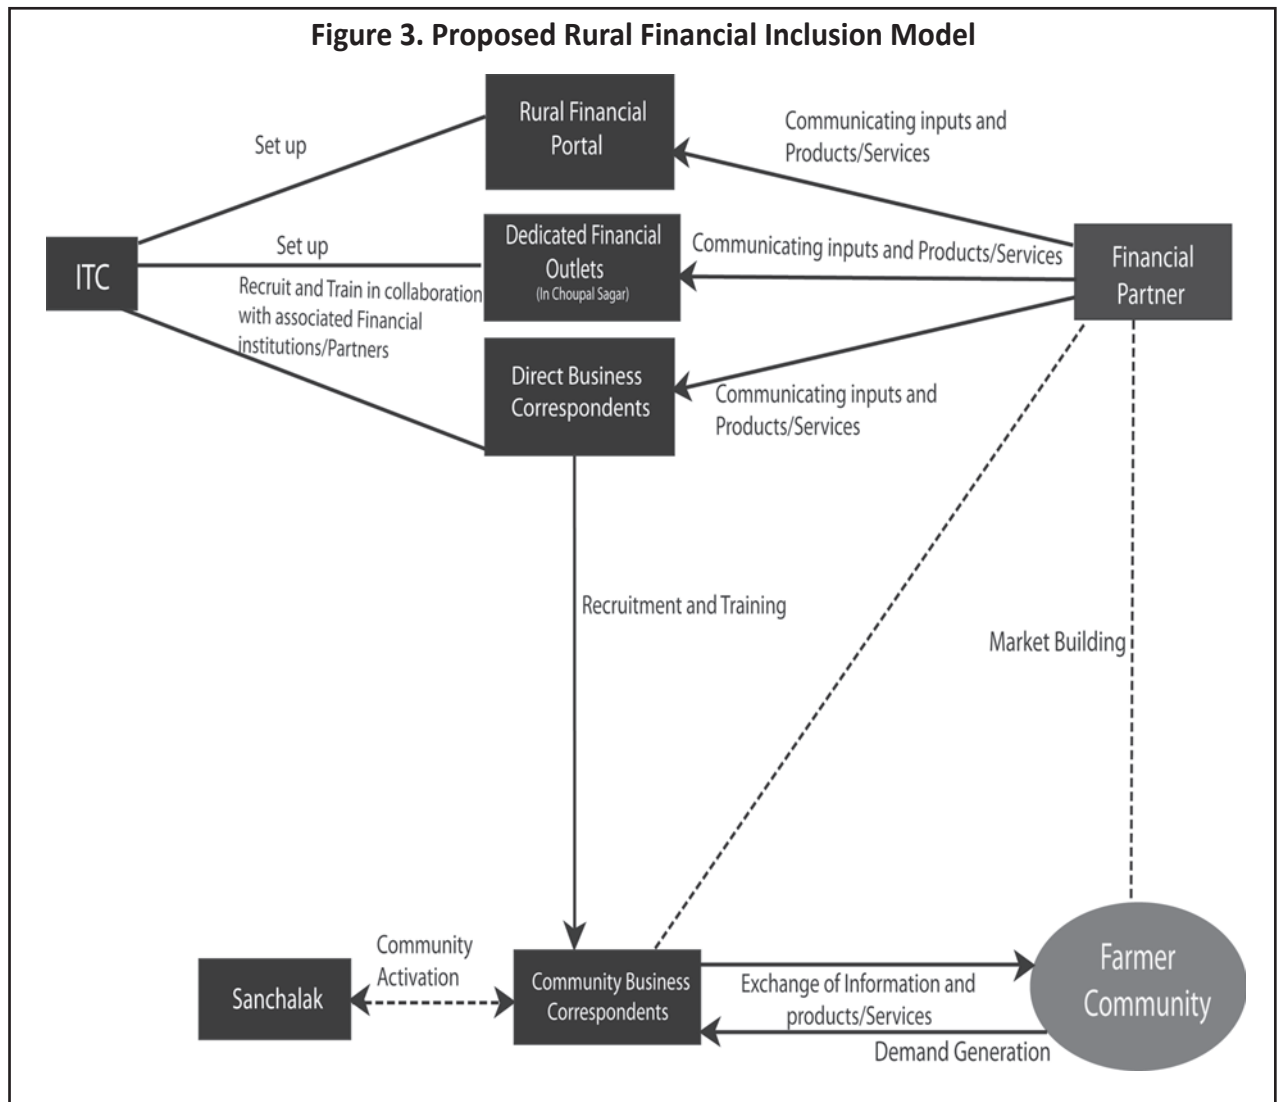 Figure 3. Proposed Rural Financial Inclusion Model
Rural Financial
Portal
Communicating inputs and
Products/Services
Set up
ITC
Set up
Dedicated Financial
Outlets
(In Choupal Sagar)
Communicating inputs and Products/Services
Financial
Partner
Recruit and Train in collaboration
with associated Financial
institutions/Partners
Direct Business
Correspondents
Communicating inputs and
Products/Services
Recruitment and Training
Market Building
Community
Activation
Sanchalak
Community Business
Correspondents
Exchange of Information and
products/Services
Demand Generation
Farmer
Community